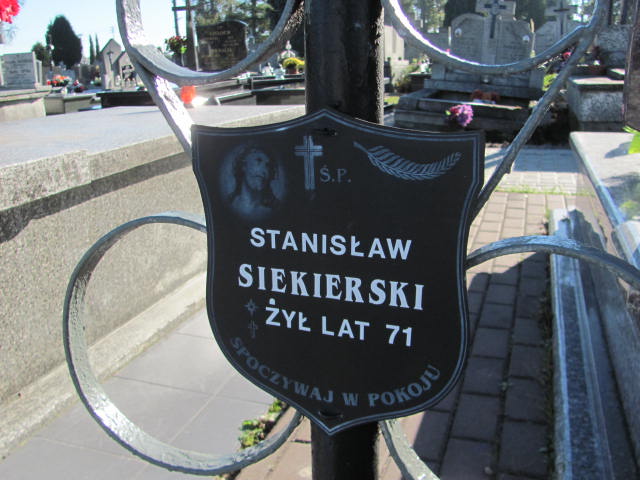 Ś.P.
STANISŁAW
SIEKIERSKI
ŻYŁ LAT 71
SPOCZYWAJ W POKOJU